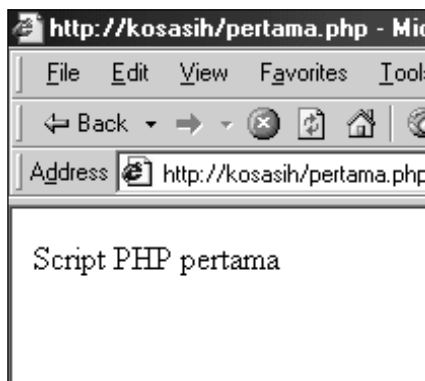 http://kosasih/pertama.php - Mic
File Edit View Favorites Tools
Back
Address http://kosasih/pertama.php
Script PHP pertama